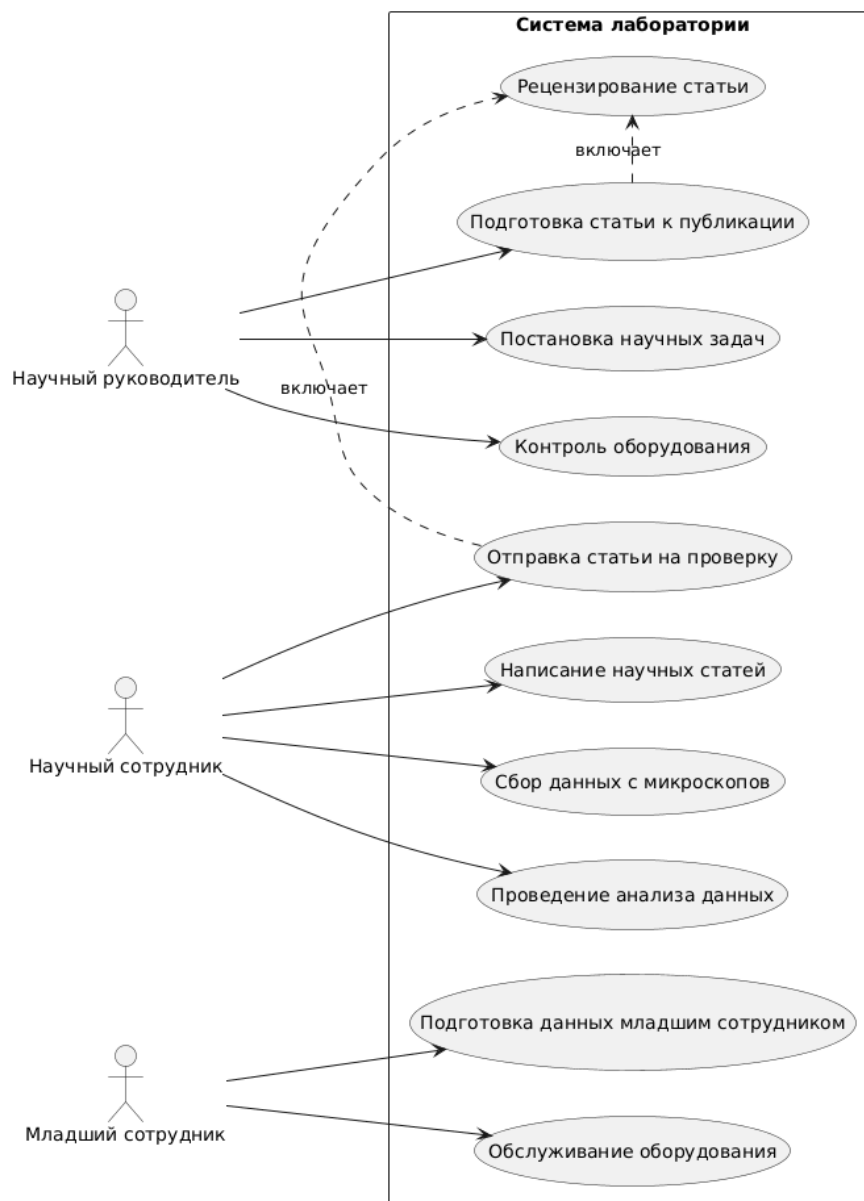 Система лаборатории
Рецензирование статьи
включает
Подготовка статьи к публикации
Постановка научных задач
Научный руководитель
включает
Контроль оборудования
Отправка статьи на проверку
Написание научных статей
Научный сотрудник
Сбор данных с микроскопов
Проведение анализа данных
Подготовка данных младшим сотрудником
Младший сотрудник
Обслуживание оборудования